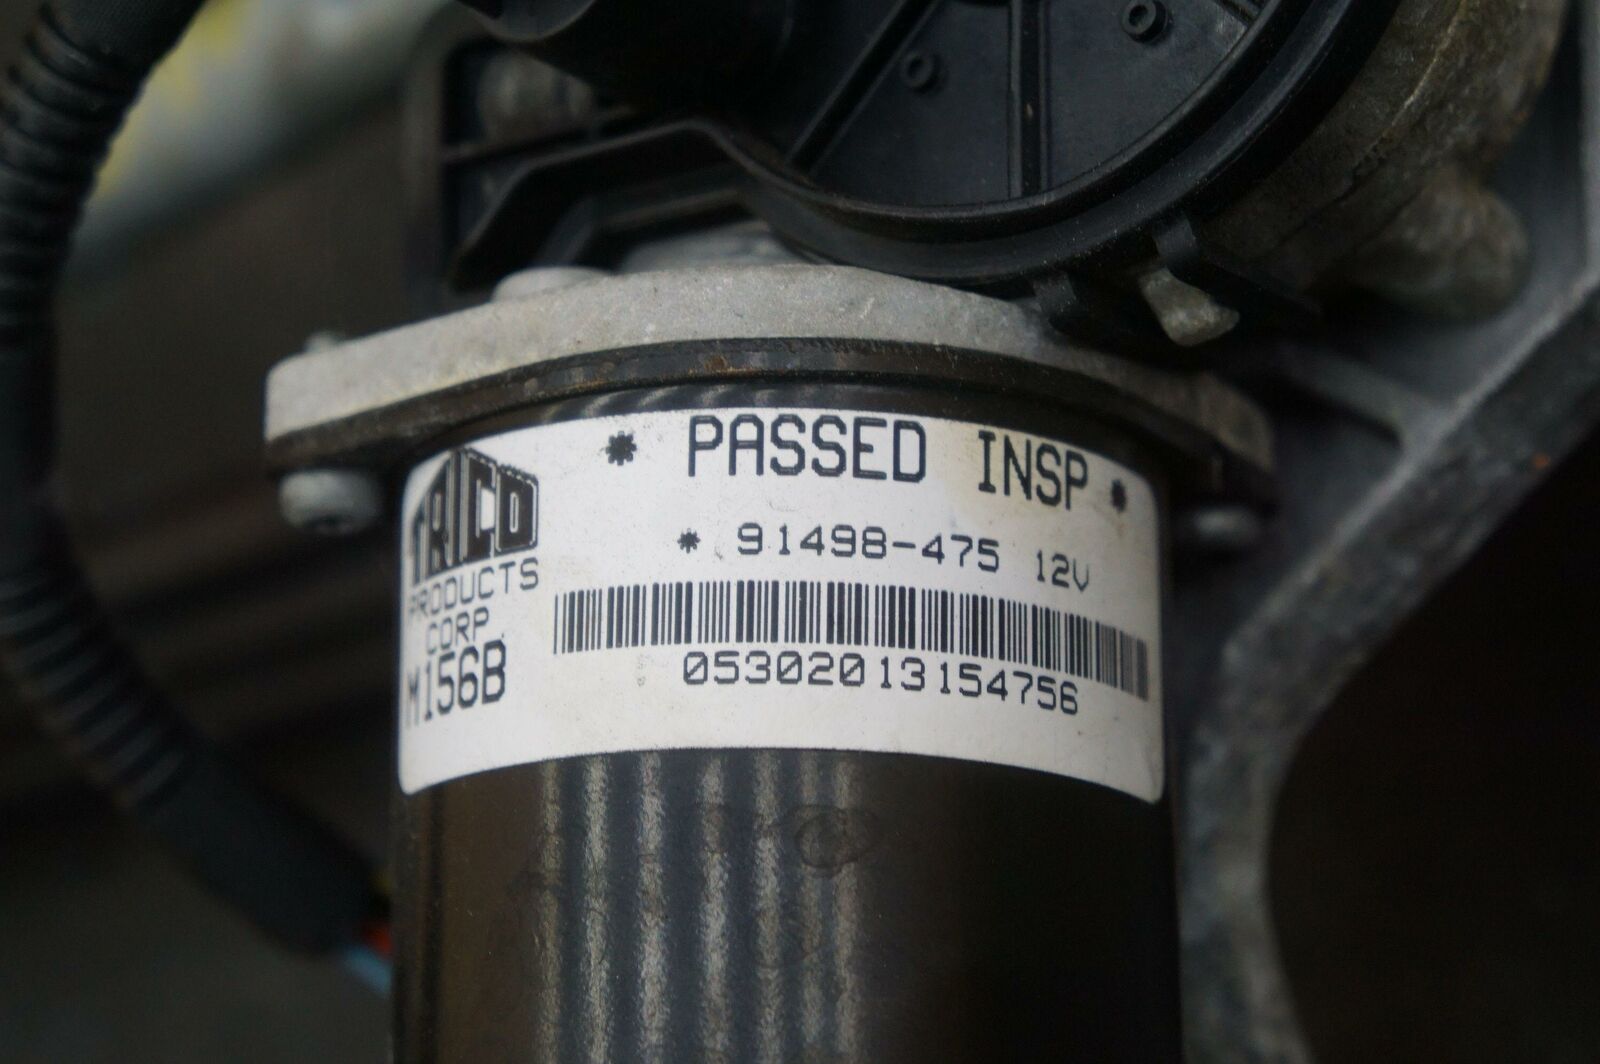 * PASSED INSP *
TRICO
PRODUCTS
CORP
M156B
* 91498-475 12V
05302013154756